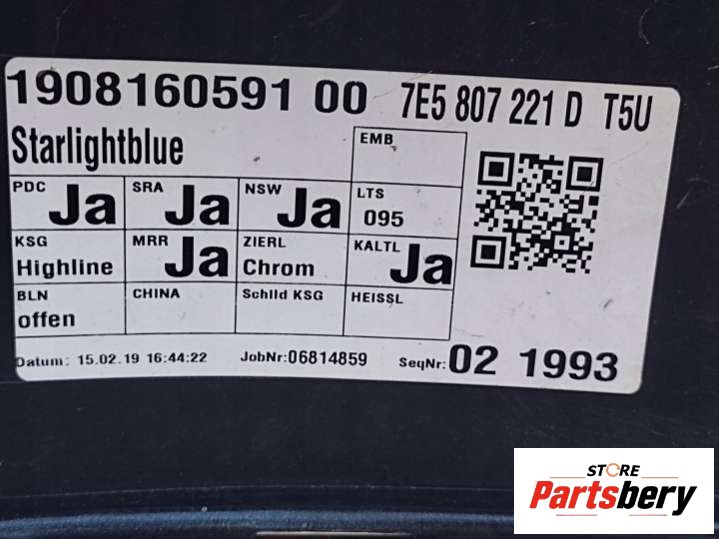 1908160591 00 7E5 807 221 D T5U
Starlightblue
EMB
PDC Ja SRA Ja NSW Ja LTS 095
KSG Highline MRR Ja ZIERL Chrom KALTL Ja
BLN offen CHINA Schild KSG HEISSL
Datum: 15.02.19 16:44:22 JobNr:06814859 SeqNr:02 1993
STORE
Partsbery